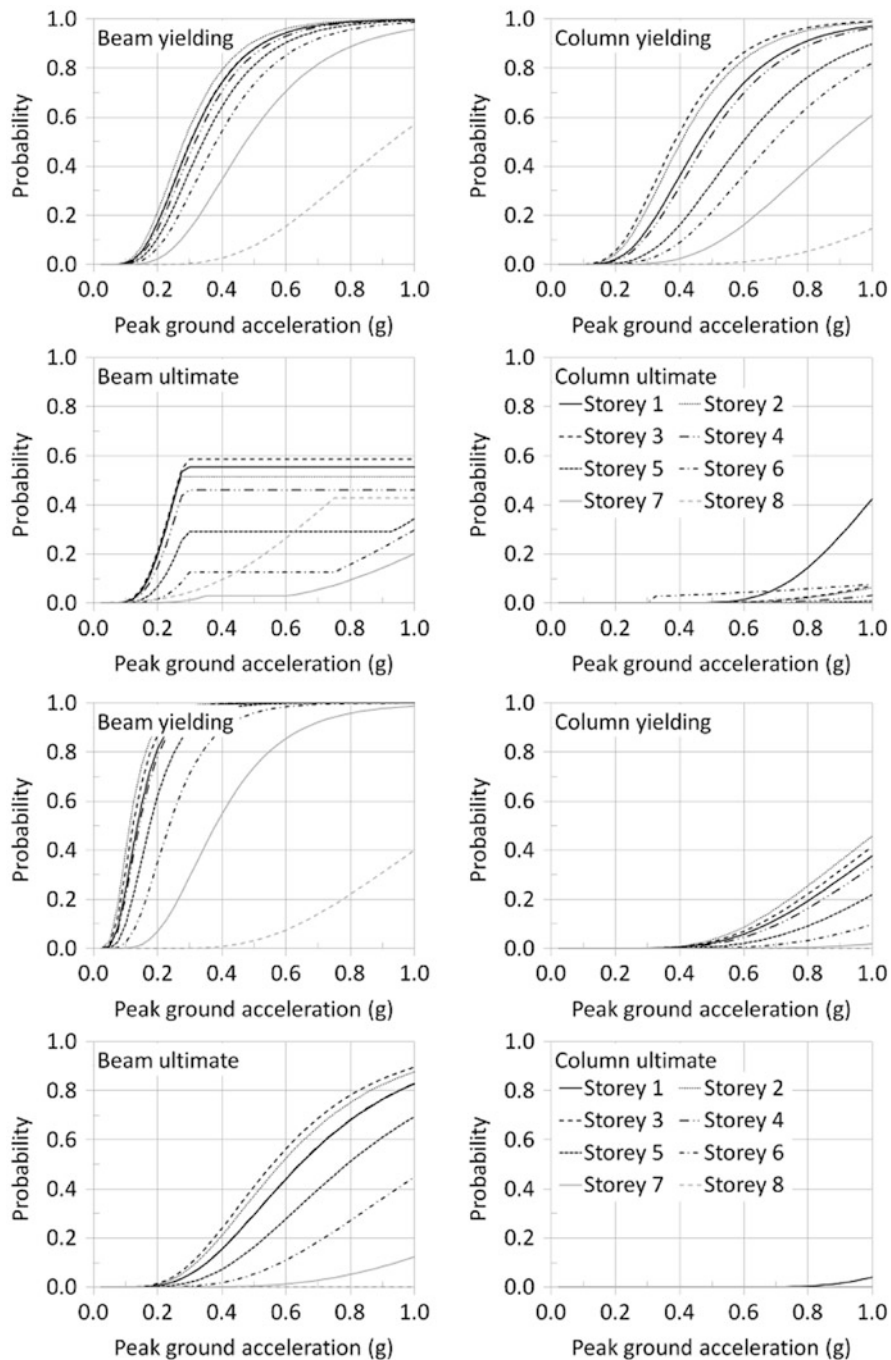 1.0
0.8
0.6
0.4
0.2
0.0
Probability
Beam yielding
0.0 0.2 0.4 0.6 0.8 1.0
Peak ground acceleration (g)
1.0
0.8
0.6
0.4
0.2
0.0
Probability
Column yielding
0.0 0.2 0.4 0.6 0.8 1.0
Peak ground acceleration (g)
1.0
0.8
0.6
0.4
0.2
0.0
Probability
Beam ultimate
0.0 0.2 0.4 0.6 0.8 1.0
Peak ground acceleration (g)
1.0
0.8
0.6
0.4
0.2
0.0
Probability
Column ultimate
Storey 1 Storey 2
Storey 3 Storey 4
Storey 5 Storey 6
Storey 7 Storey 8
0.0 0.2 0.4 0.6 0.8 1.0
Peak ground acceleration (g)
1.0
0.8
0.6
0.4
0.2
0.0
Probability
Beam yielding
0.0 0.2 0.4 0.6 0.8 1.0
Peak ground acceleration (g)
1.0
0.8
0.6
0.4
0.2
0.0
Probability
Column yielding
0.0 0.2 0.4 0.6 0.8 1.0
Peak ground acceleration (g)
1.0
0.8
0.6
0.4
0.2
0.0
Probability
Beam ultimate
0.0 0.2 0.4 0.6 0.8 1.0
Peak ground acceleration (g)
1.0
0.8
0.6
0.4
0.2
0.0
Probability
Column ultimate
Storey 1 Storey 2
Storey 3 Storey 4
Storey 5 Storey 6
Storey 7 Storey 8
0.0 0.2 0.4 0.6 0.8 1.0
Peak ground acceleration (g)